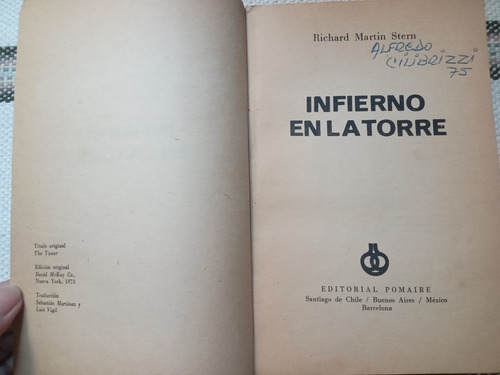 Título original
The Tower
Edición original
David McKay Co.,
Nueva York, 1973
Traducción
Sebastián Martínez y
Luis Vigil
Richard Martin Stern
ALFREDO
CILIBRIZZI
75
INFIERNO
EN LA TORRE
EDITORIAL POMAIRE
Santiago de Chile / Buenos Aires / México
Barcelona